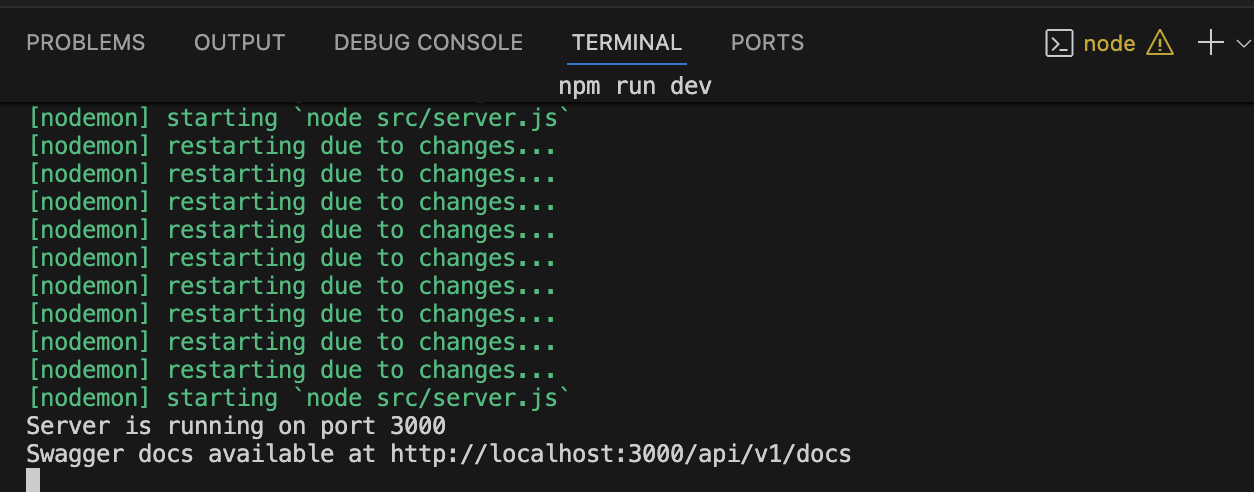 PROBLEMS OUTPUT DEBUG CONSOLE TERMINAL PORTS node
npm run dev
[nodemon] starting `node src/server.js`
[nodemon] restarting due to changes...
[nodemon] restarting due to changes...
[nodemon] restarting due to changes...
[nodemon] restarting due to changes...
[nodemon] restarting due to changes...
[nodemon] restarting due to changes...
[nodemon] restarting due to changes...
[nodemon] restarting due to changes...
[nodemon] restarting due to changes...
[nodemon] starting `node src/server.js`
Server is running on port 3000
Swagger docs available at http://localhost:3000/api/v1/docs